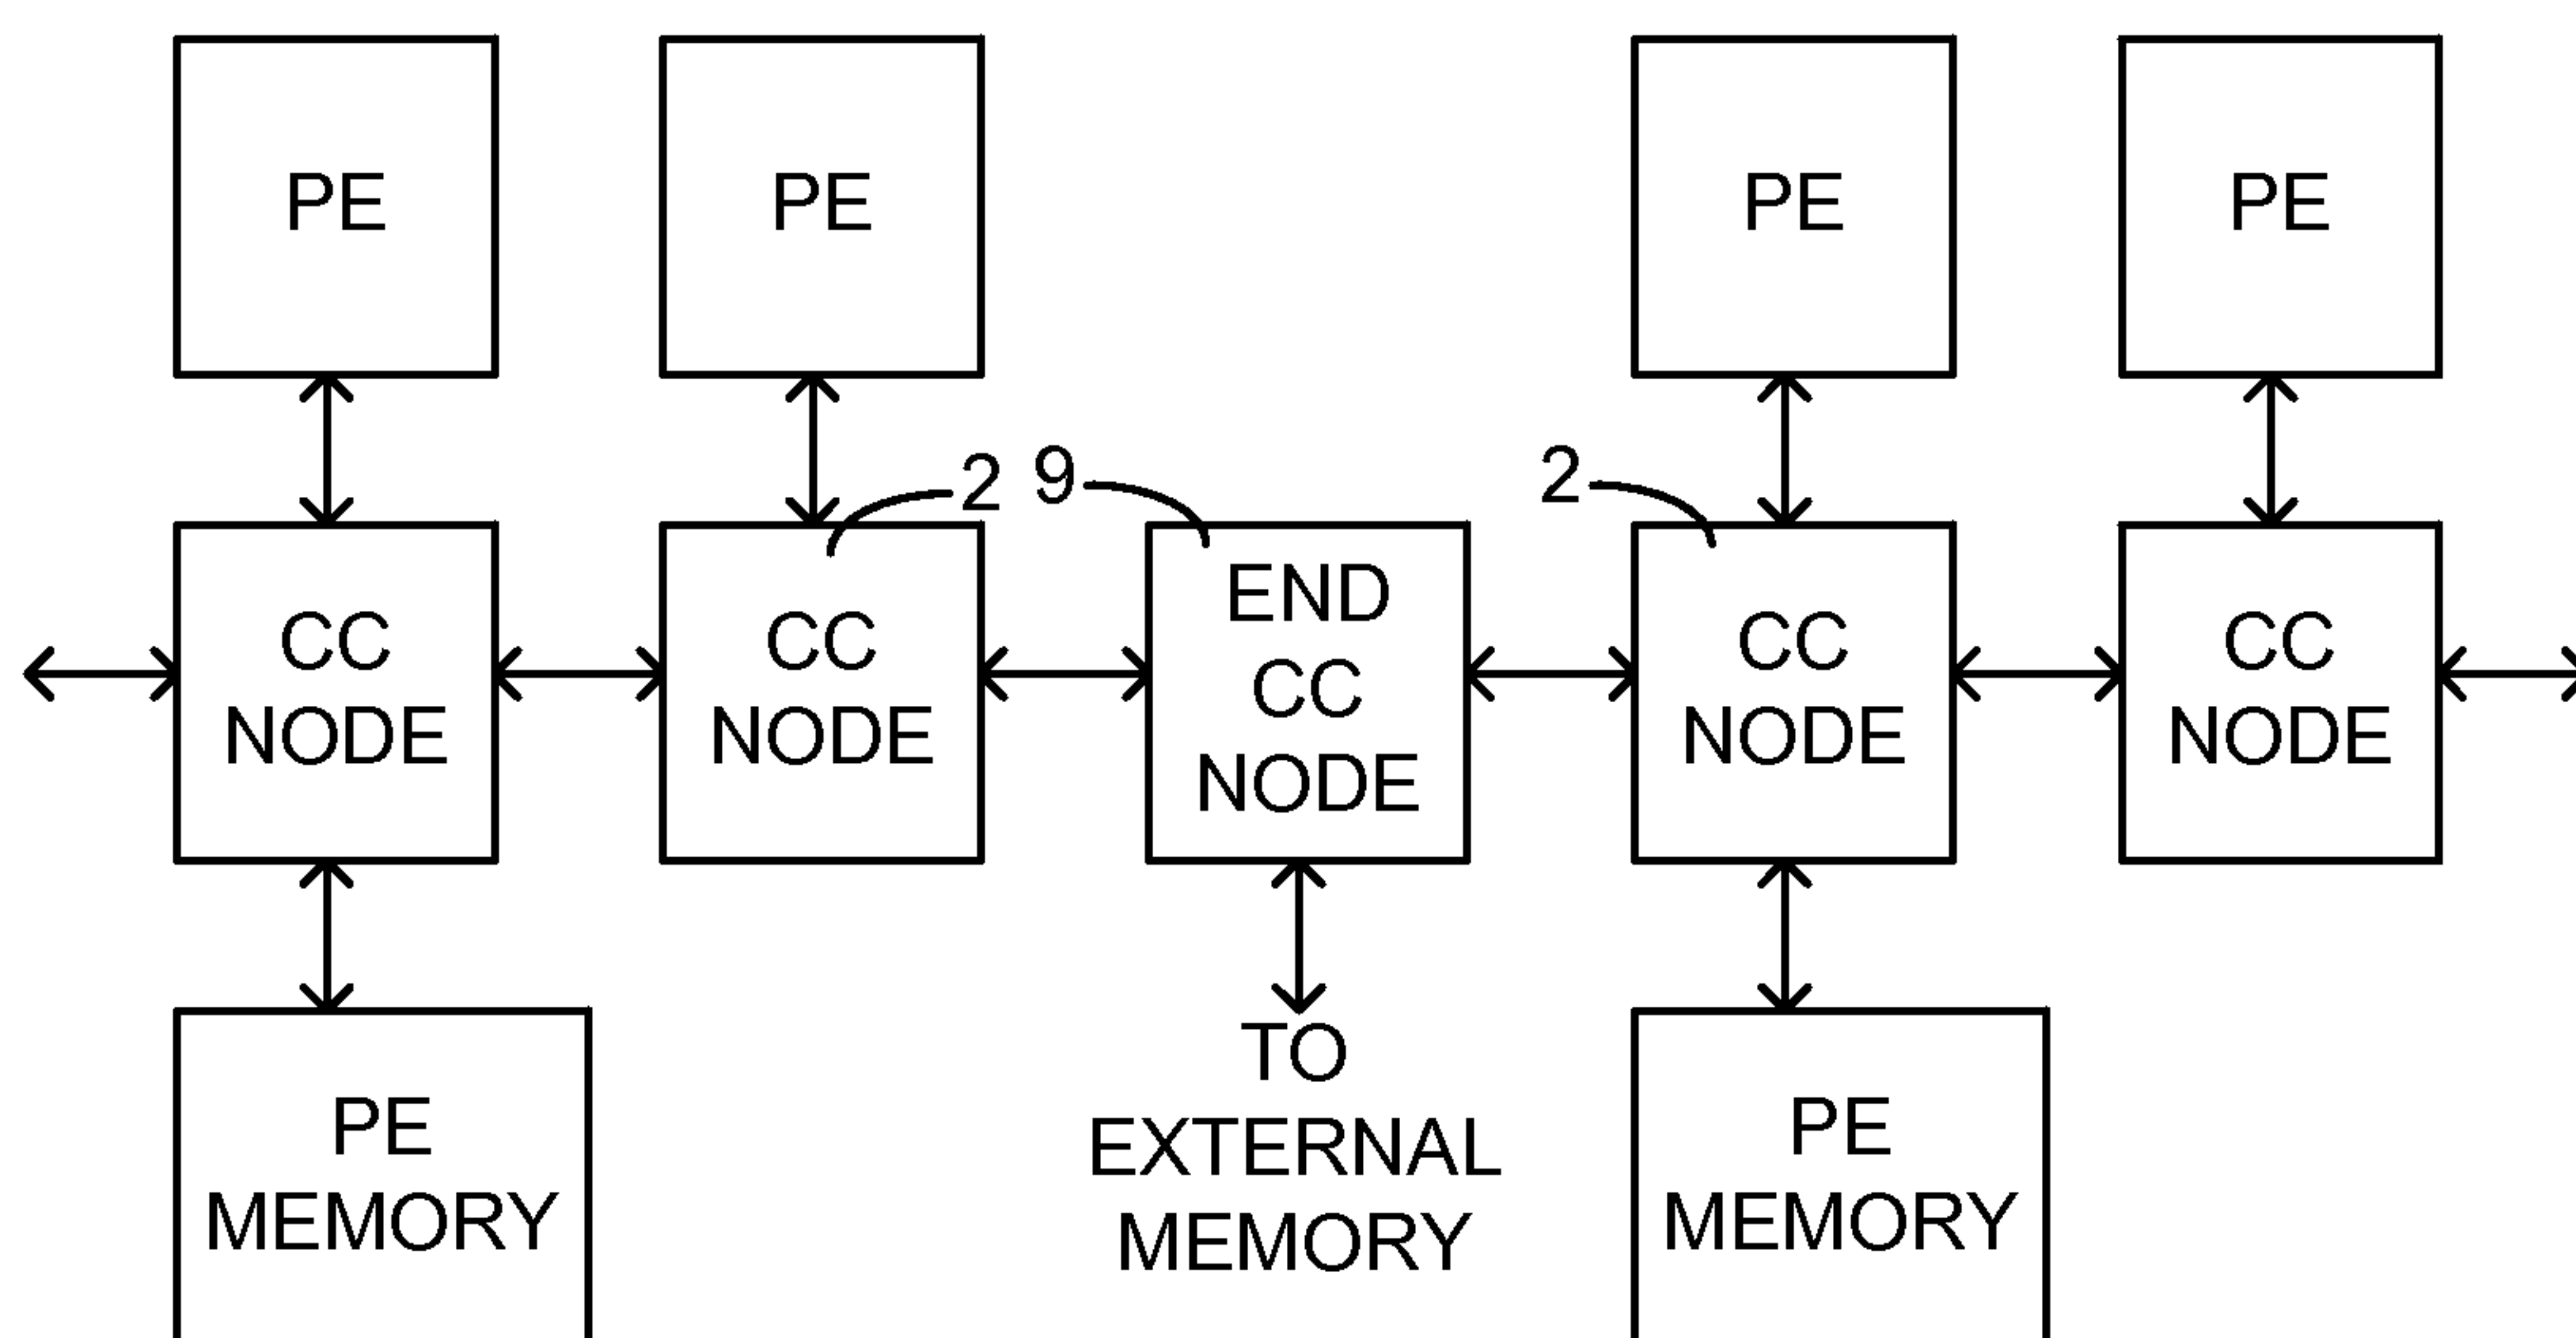 PE
PE
PE
PE
2
9
2
CC
NODE
CC
NODE
END
CC
NODE
CC
NODE
CC
NODE
PE
MEMORY
TO
EXTERNAL
MEMORY
PE
MEMORY